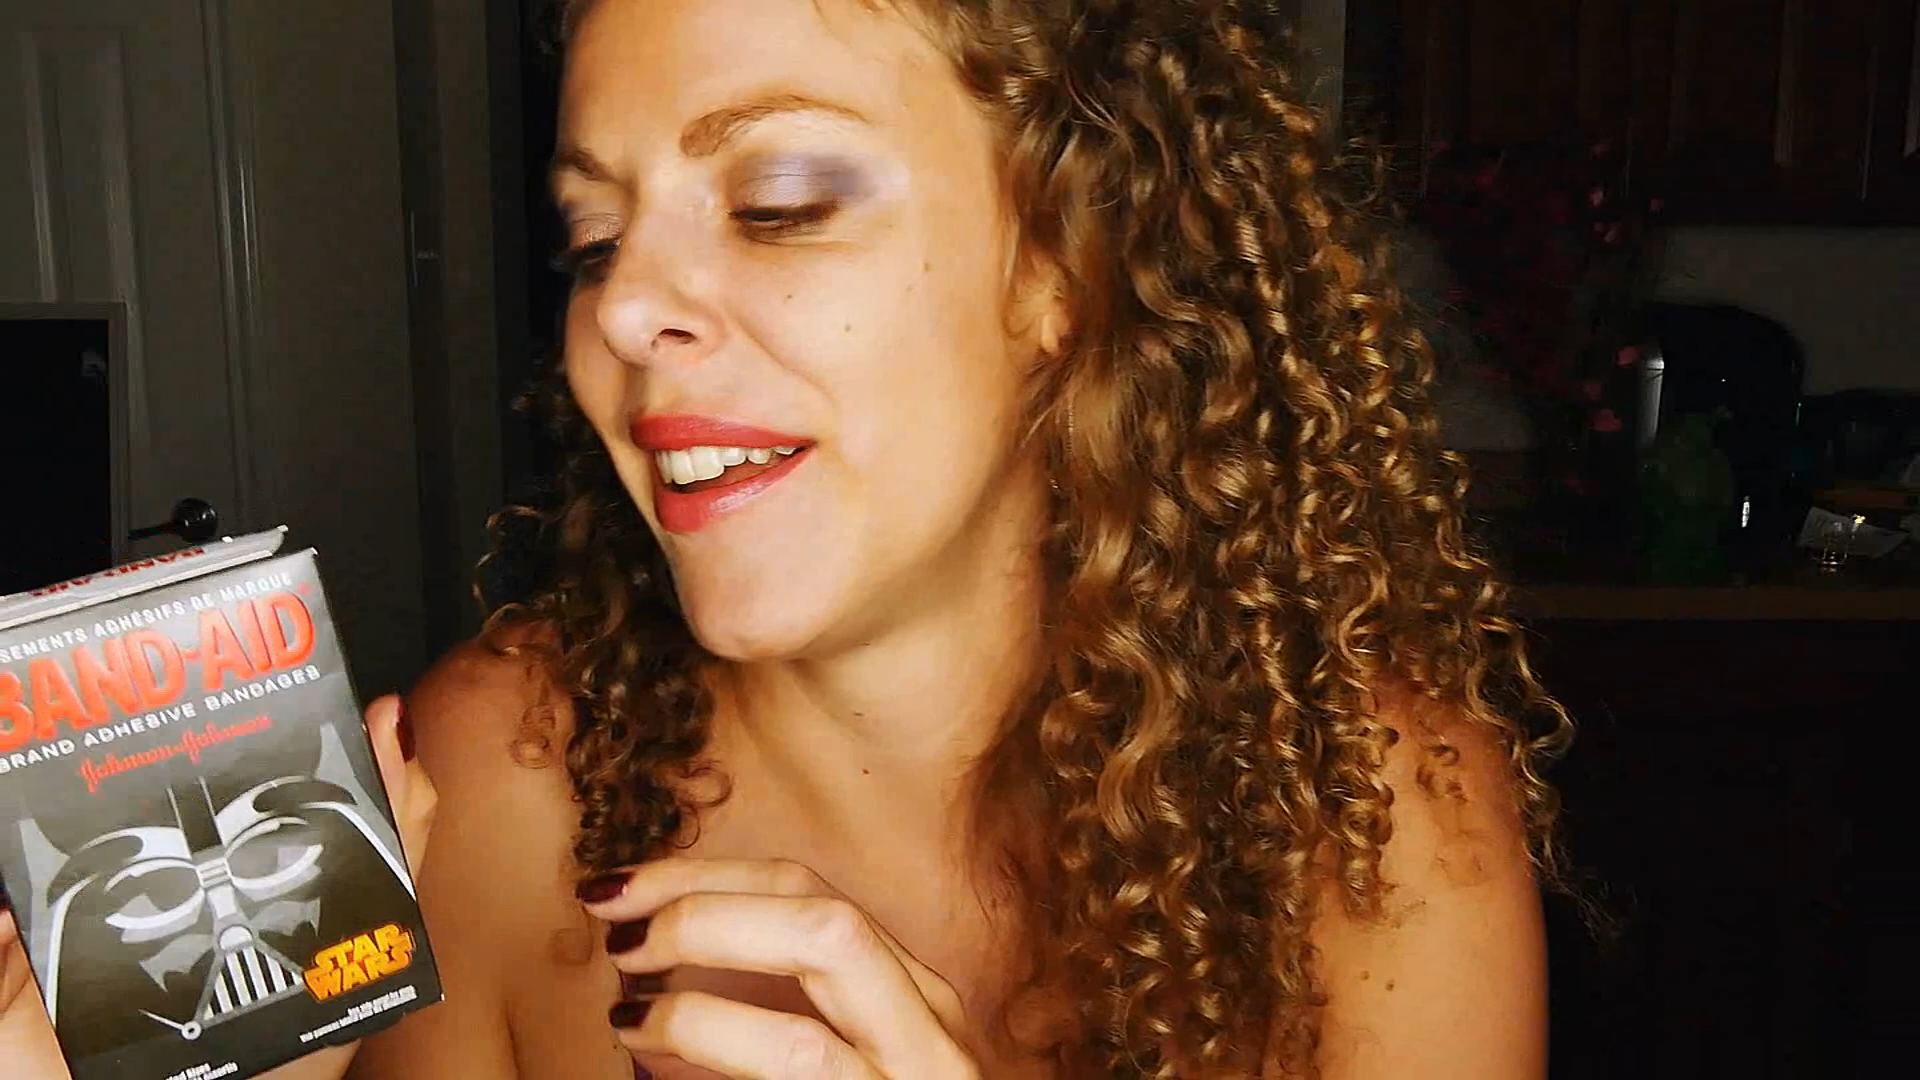 SEMENTS ADHÉSIFS DE MARQUE
BAND-AID
BRAND ADHESIVE BANDAGES
Johnson & Johnson
STAR
WARS